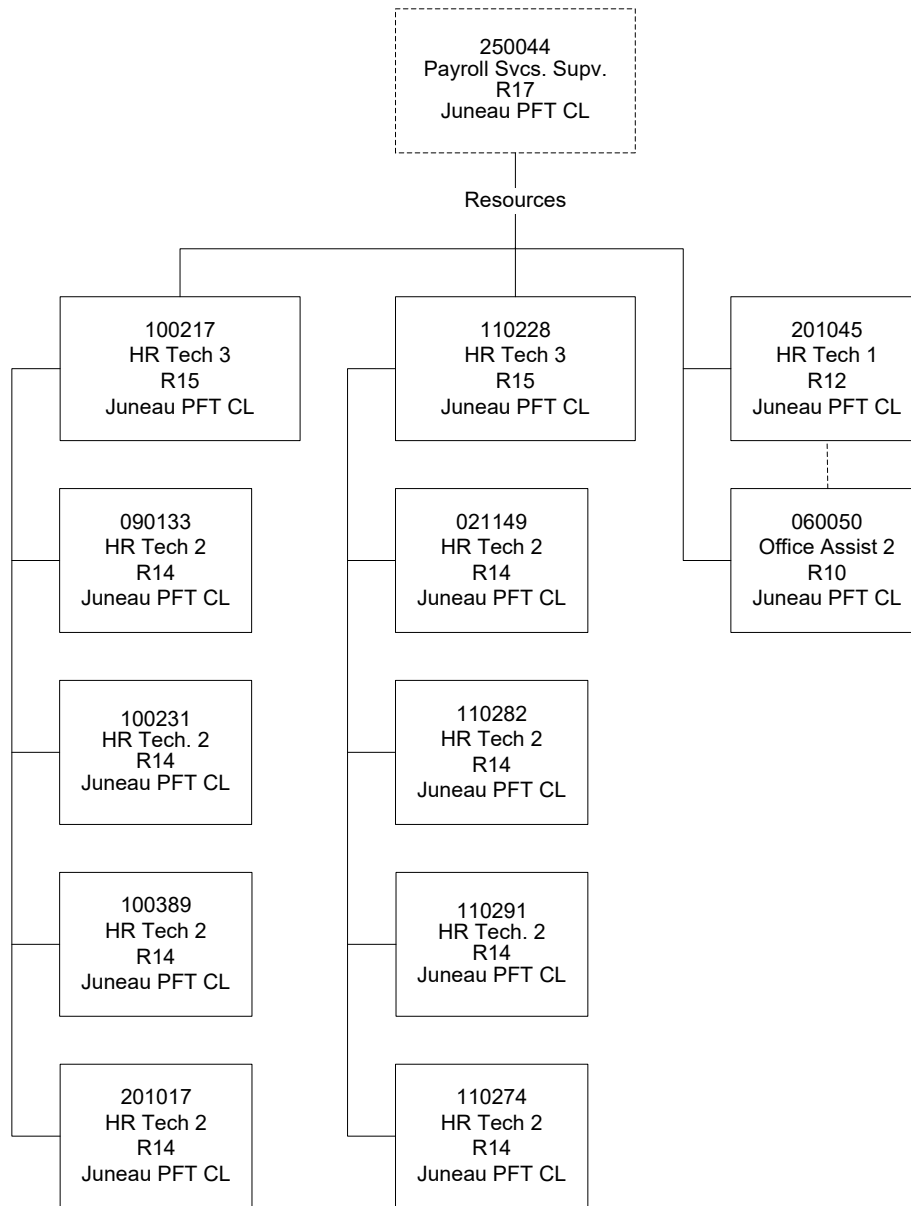 250044
Payroll Svcs. Supv.
R17
Juneau PFT CL
Resources
100217
HR Tech 3
R15
Juneau PFT CL
110228
HR Tech 3
R15
Juneau PFT CL
201045
HR Tech 1
R12
Juneau PFT CL
090133
HR Tech 2
R14
Juneau PFT CL
021149
HR Tech 2
R14
Juneau PFT CL
060050
Office Assist 2
R10
Juneau PFT CL
100231
HR Tech. 2
R14
Juneau PFT CL
110282
HR Tech 2
R14
Juneau PFT CL
100389
HR Tech 2
R14
Juneau PFT CL
110291
HR Tech. 2
R14
Juneau PFT CL
201017
HR Tech 2
R14
Juneau PFT CL
110274
HR Tech 2
R14
Juneau PFT CL